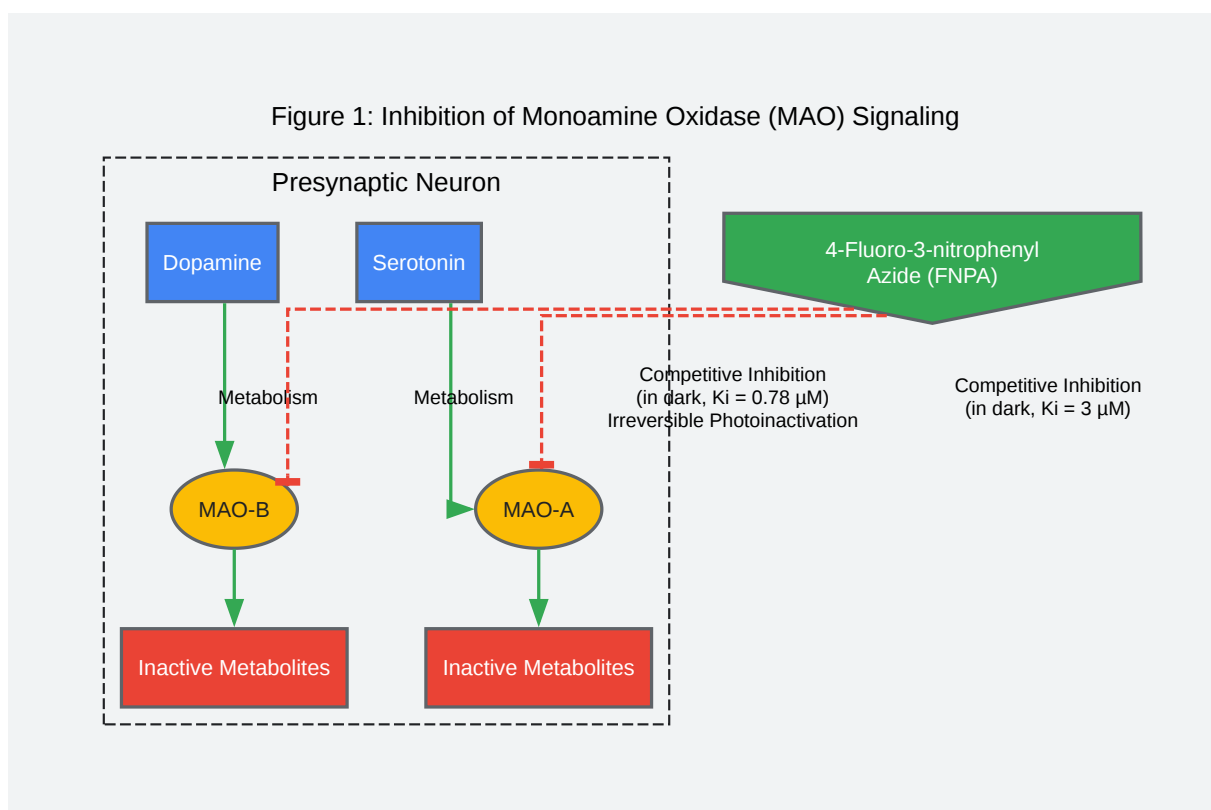 Figure 1: Inhibition of Monoamine Oxidase (MAO) Signaling
Presynaptic Neuron
Dopamine
Serotonin
4-Fluoro-3-nitrophenyl
Azide (FNPA)
Metabolism
Metabolism
Competitive Inhibition
(in dark, Ki = 0.78 µM)
Irreversible Photoinactivation
Competitive Inhibition
(in dark, Ki = 3 µM)
MAO-B
MAO-A
Inactive Metabolites
Inactive Metabolites